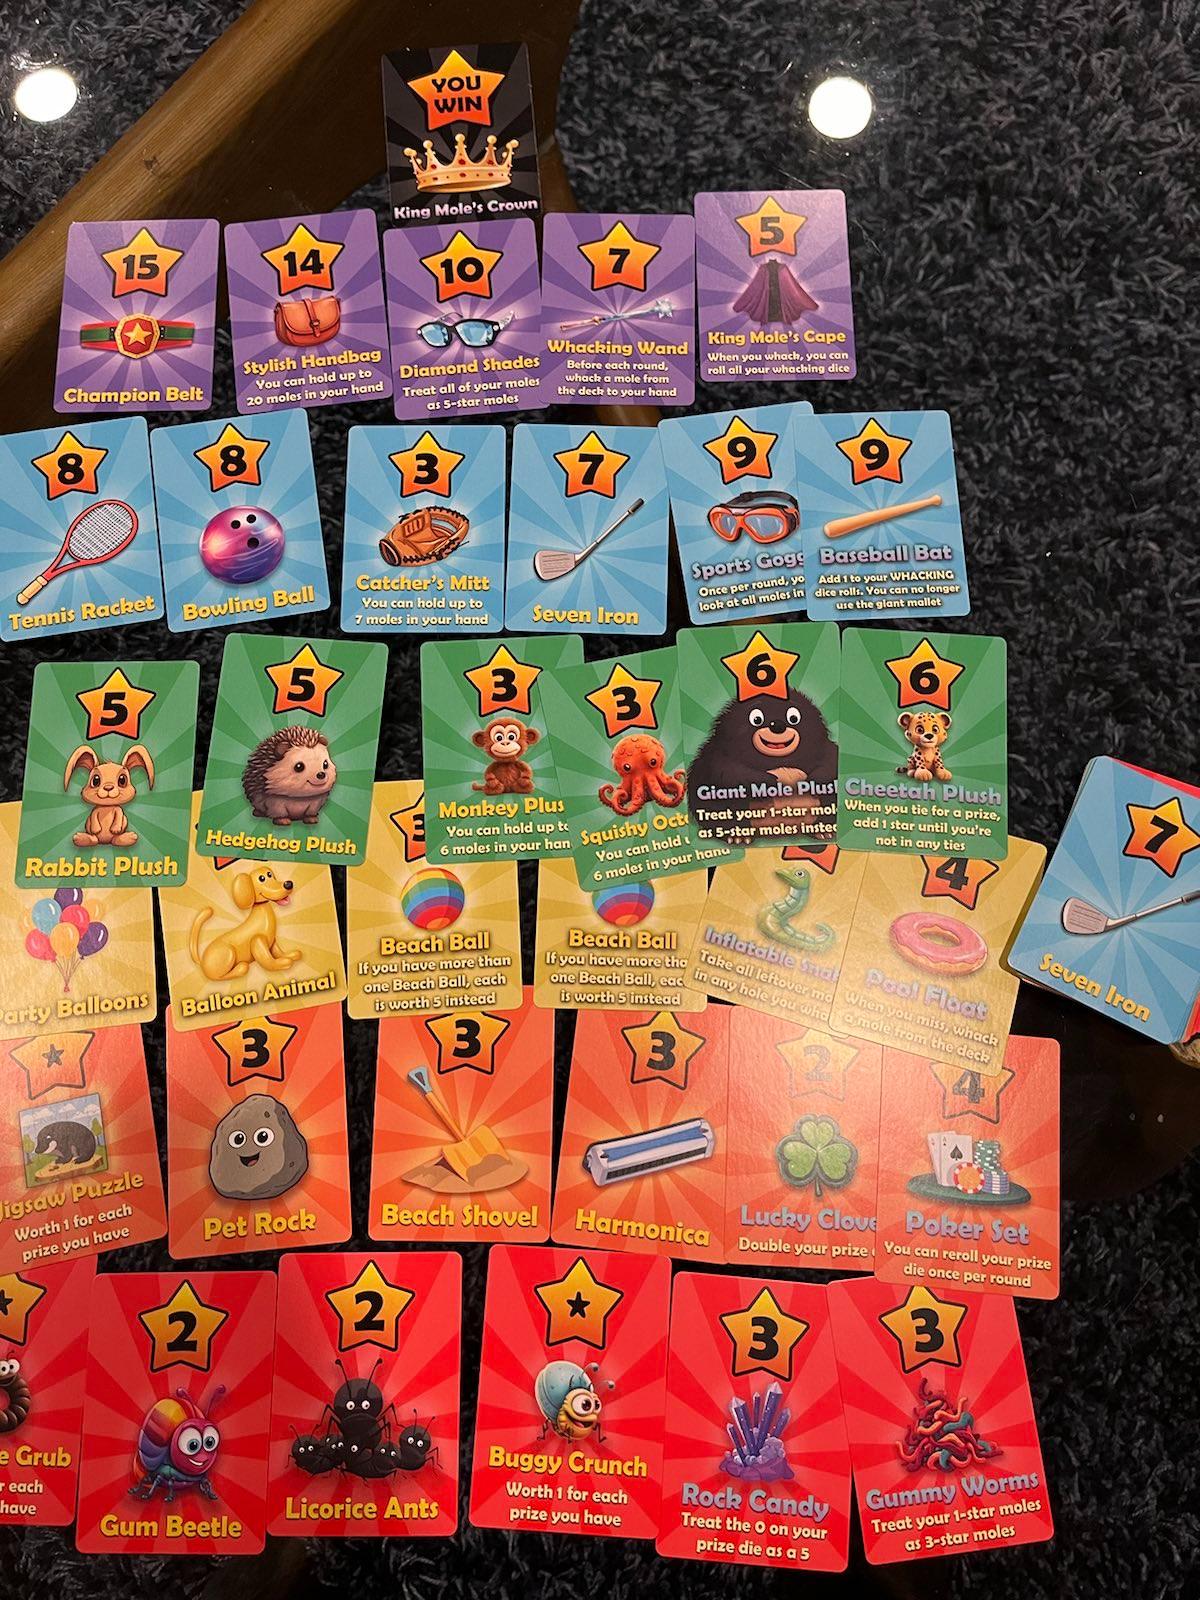 YOU
WIN
King Mole's Crown
15
Champion Belt
14
Stylish Handbag
You can hold up to
20 moles in your hand
10
Diamond Shades
Treat all of your moles
as 5-star moles
7
Whacking Wand
Before each round,
whack a mole from
the deck to your hand
5
King Mole's Cape
When you whack, you can
roll all your whacking dice
8
Tennis Racket
8
Bowling Ball
3
Catcher's Mitt
You can hold up to
7 moles in your hand
7
Seven Iron
9
Sports
Once per round,
look at all moles in
9
Baseball Bat
Add 1 to your WHACKING
dice rolls. You can no longer
use the giant mallet
5
Rabbit Plush
5
Hedgehog Plush
3
Monkey
You can hold up to
6 moles in your
3
Squishy
You can hold
6 moles in your hand
6
Giant Mole
Treat your 1-star
as 5-star moles
6
Cheetah Plush
When you tie for a prize,
add 1 star until you're
not in any ties
7
Seven Iron
Party Balloons
Balloon Animal
3
Beach Ball
If you have more than
one Beach Ball, each
is worth 5 instead
Beach Ball
If you have more
one Beach Ball,
is worth 5 instead
Inflatable
Take all leftover
in any hole you
4
Pool Float
When you miss, whack
a mole from the deck
Jigsaw Puzzle
Worth 1 for each
prize you have
3
Pet Rock
3
Beach Shovel
3
Harmonica
2
Lucky
Double your prize
4
Poker Set
You can reroll your prize
die once per round
Grub
each
have
2
Gum Beetle
2
Licorice Ants
Buggy Crunch
Worth 1 for each
prize you have
3
Rock Candy
Treat the 0 on your
prize die as a 5
3
Gummy Worms
Treat your 1-star moles
as 3-star moles